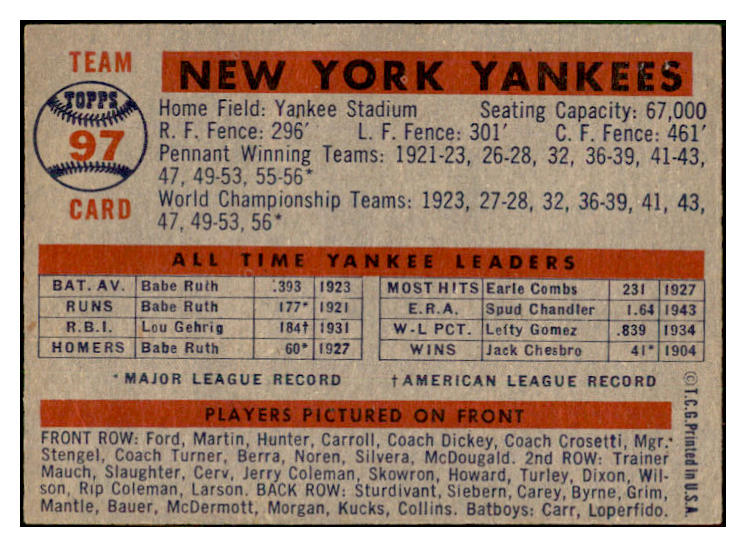 TEAM
TOPPS
97
CARD
NEW YORK YANKEES
Home Field: Yankee Stadium Seating Capacity: 67,000
R. F. Fence: 296′ L. F. Fence: 301′ C. F. Fence: 461′
Pennant Winning Teams: 1921-23, 26-28, 32, 36-39, 41-43,
47, 49-53, 55-56*
World Championship Teams: 1923, 27-28, 32, 36-39, 41, 43,
47, 49-53, 56*
ALL TIME YANKEE LEADERS
BAT. AV. Babe Ruth .393 1923
RUNS Babe Ruth 177* 1921
R.B.I. Lou Gehrig 184† 1931
HOMERS Babe Ruth 60* 1927
MOST HITS Earle Combs 231 1927
E.R.A. Spud Chandler 1.64 1943
W-L PCT. Lefty Gomez .839 1934
WINS Jack Chesbro 41* 1904
*MAJOR LEAGUE RECORD †AMERICAN LEAGUE RECORD
PLAYERS PICTURED ON FRONT
FRONT ROW: Ford, Martin, Hunter, Carroll, Coach Dickey, Coach Crosetti, Mgr.
Stengel, Coach Turner, Berra, Noren, Silvera, McDougald. 2nd ROW: Trainer
Mauch, Slaughter, Cerv, Jerry Coleman, Skowron, Howard, Turley, Dixon, Wil-
son, Rip Coleman, Larson. BACK ROW: Sturdivant, Siebern, Carey, Byrne, Grim,
Mantle, Bauer, McDermott, Morgan, Kucks, Collins. Batboys: Carr, Loperfido.
©T.C.G. Printed in U.S.A.